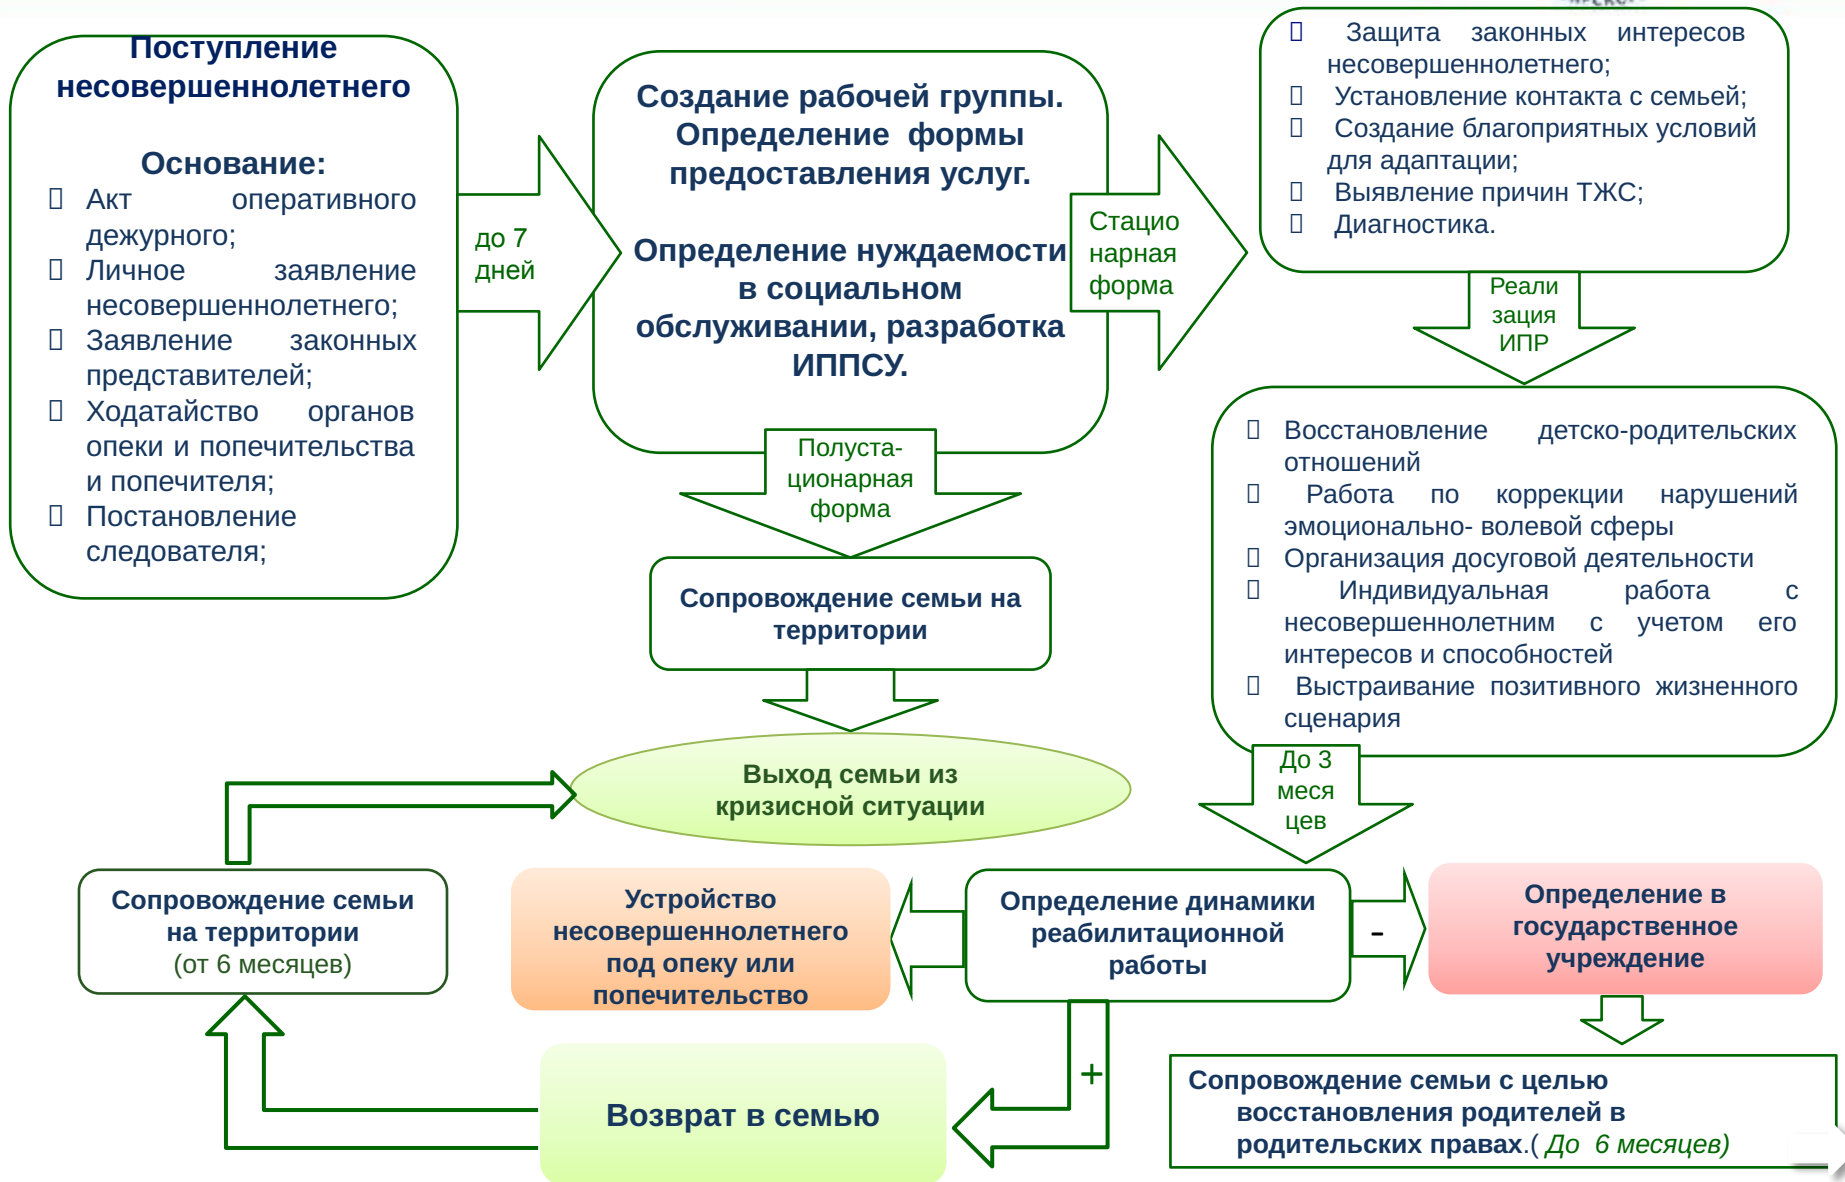 Поступление
несовершеннолетнего
Основание:
Акт оперативного
дежурного;
Личное заявление
несовершеннолетнего;
Заявление законных
представителей;
Ходатайство органов
опеки и попечительства
и попечителя;
Постановление
следователя;
до 7
дней
Создание рабочей группы.
Определение формы
предоставления услуг.
Определение нуждаемости
в социальном
обслуживании, разработка
ИППСУ.
Стацио
нарная
форма
Защита законных интересов
несовершеннолетнего;
Установление контакта с семьей;
Создание благоприятных условий
для адаптации;
Выявление причин ТЖС;
Диагностика.
Реали
зация
ИПР
Восстановление детско-родительских
отношений
Работа по коррекции нарушений
эмоционально- волевой сферы
Организация досуговой деятельности
Индивидуальная работа с
несовершеннолетним с учетом его
интересов и способностей
Выстраивание позитивного жизненного
сценария
Полуста-
ционарная
форма
Сопровождение семьи на
территории
Выход семьи из
кризисной ситуации
До 3
меся
цев
Сопровождение семьи
на территории
(от 6 месяцев)
Устройство
несовершеннолетнего
под опеку или
попечительство
Определение динамики
реабилитационной
работы
-
Определение в
государственное
учреждение
+
Возврат в семью
Сопровождение семьи с целью
восстановления родителей в
родительских правах.( До 6 месяцев)